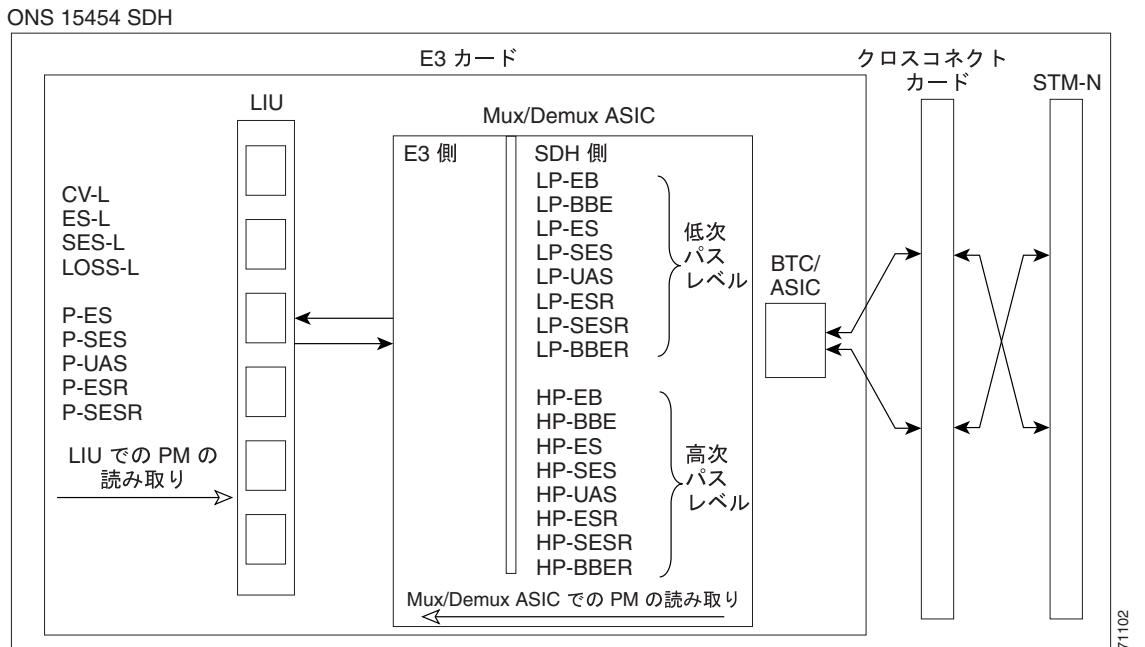 ONS 15454 SDH
E3 カード
クロスコネクト
カード
STM-N
LIU
Mux/Demux ASIC
E3 側
SDH 側
CV-L
ES-L
SES-L
LOSS-L
P-ES
P-SES
P-UAS
P-ESR
P-SESR
LIU での PM の
読み取り
LP-EB
LP-BBE
LP-ES
LP-SES
LP-UAS
LP-ESR
LP-SESR
LP-BBER
低次
パス
レベル
HP-EB
HP-BBE
HP-ES
HP-SES
HP-UAS
HP-ESR
HP-SESR
HP-BBER
高次
パス
レベル
Mux/Demux ASIC での PM の読み取り
BTC/
ASIC
71102